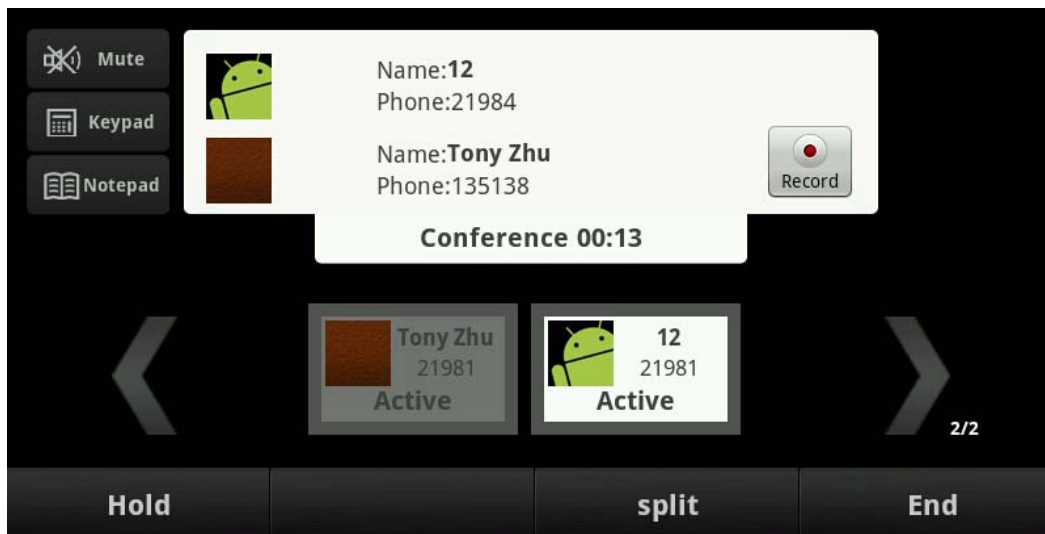 Mute
Keypad
Notepad
Name:12
Phone:21984
Name:Tony Zhu
Phone:135138
Record
Conference 00:13
Tony Zhu
21981
Active
12
21981
Active
2/2
Hold
split
End